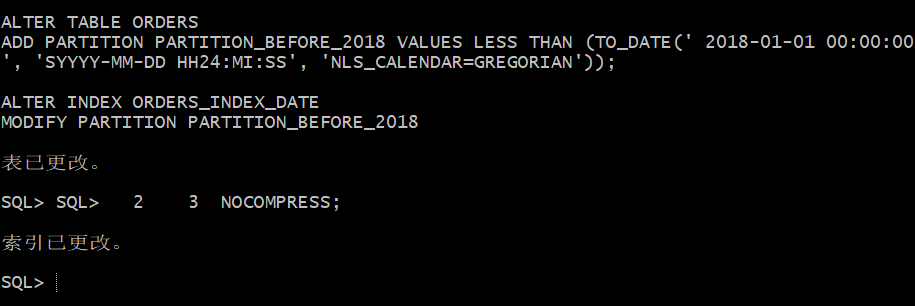 ALTER TABLE ORDERS
ADD PARTITION PARTITION_BEFORE_2018 VALUES LESS THAN (TO_DATE(' 2018-01-01 00:00:00
', 'SYYYY-MM-DD HH24:MI:SS', 'NLS_CALENDAR=GREGORIAN'));
ALTER INDEX ORDERS_INDEX_DATE
MODIFY PARTITION PARTITION_BEFORE_2018
表已更改。
SQL> SQL>   2    3  NOCOMPRESS;
索引已更改。
SQL>